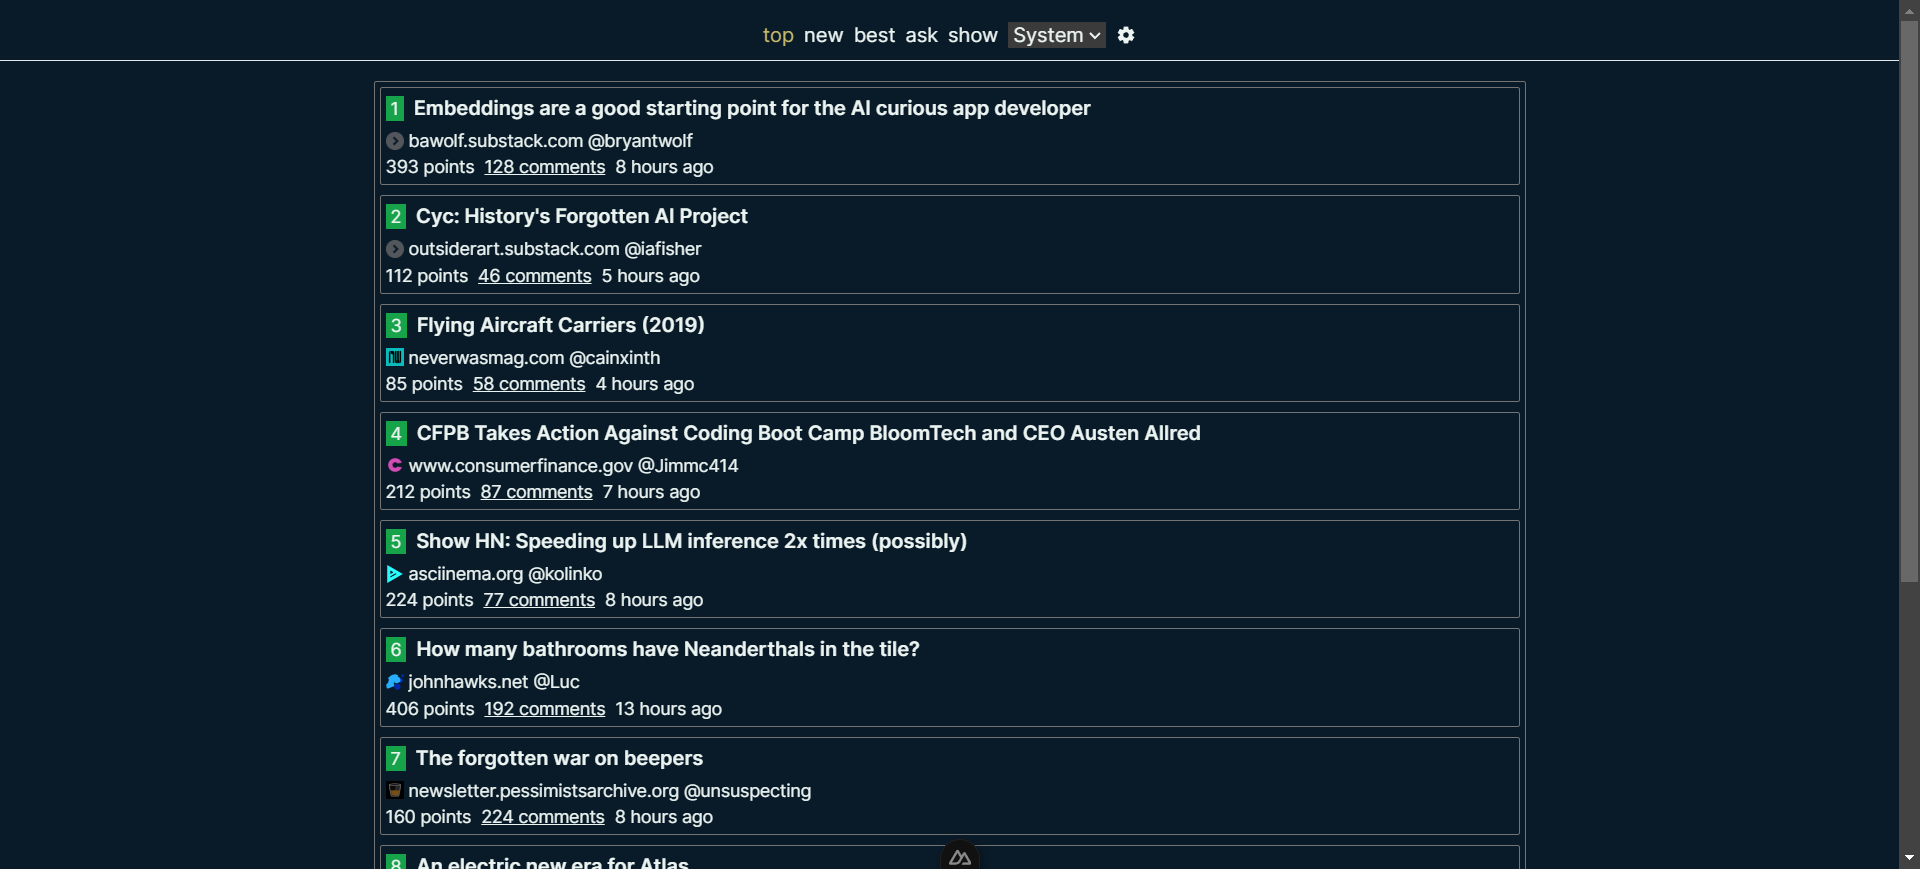 top new best ask show System
1 Embeddings are a good starting point for the AI curious app developer
bawolf.substack.com @bryantwolf
393 points 128 comments 8 hours ago
2 Cyc: History's Forgotten AI Project
outsiderart.substack.com @iafisher
112 points 46 comments 5 hours ago
3 Flying Aircraft Carriers (2019)
neverwasmag.com @cainxinth
85 points 58 comments 4 hours ago
4 CFPB Takes Action Against Coding Boot Camp BloomTech and CEO Austen Allred
www.consumerfinance.gov @Jimmc414
212 points 87 comments 7 hours ago
5 Show HN: Speeding up LLM inference 2x times (possibly)
asciinema.org @kolinko
224 points 77 comments 8 hours ago
6 How many bathrooms have Neanderthals in the tile?
johnhawks.net @Luc
406 points 192 comments 13 hours ago
7 The forgotten war on beepers
newsletter.pessimistsarchive.org @unsuspecting
160 points 224 comments 8 hours ago
8 An electric new era for Atlas